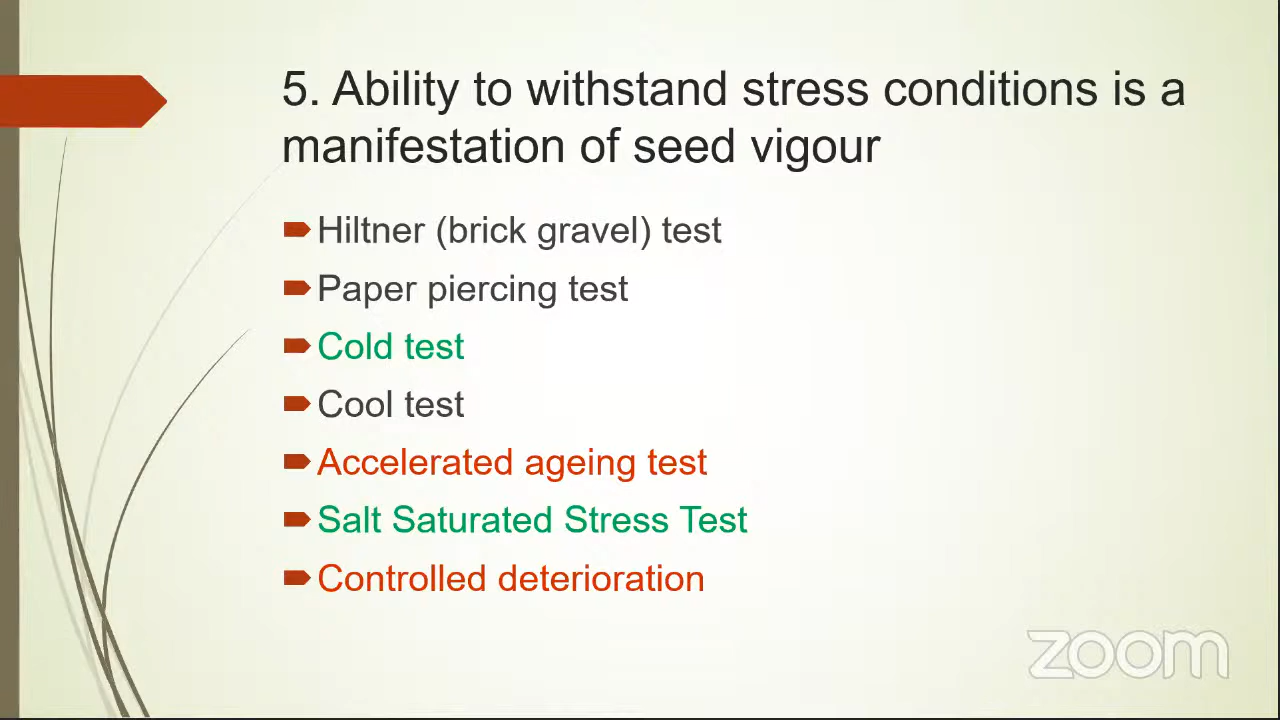 5. Ability to withstand stress conditions is a
manifestation of seed vigour
Hiltner (brick gravel) test
Paper piercing test
Cold test
Cool test
Accelerated ageing test
Salt Saturated Stress Test
Controlled deterioration
zoom